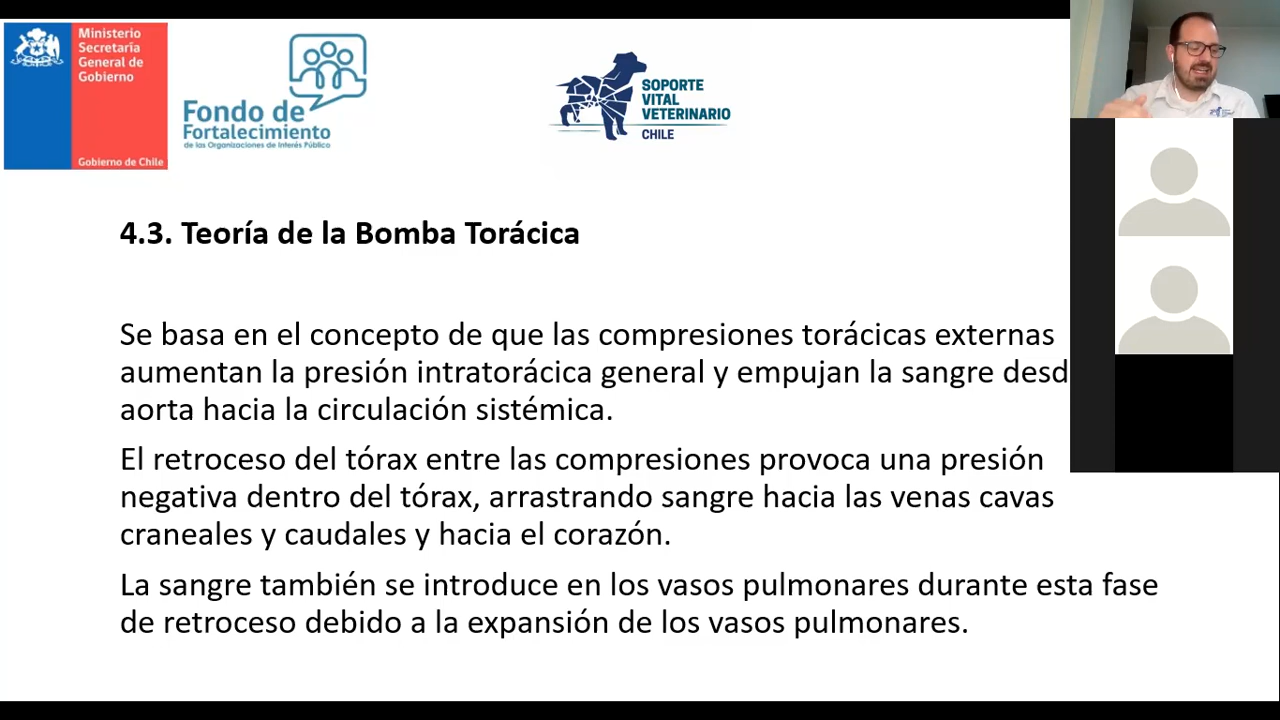 Ministerio
Secretaría
General de
Gobierno
Gobierno de Chile
Fondo de
Fortalecimiento
de las Organizaciones de Interés Público
SOPORTE
VITAL
VETERINARIO
CHILE
4.3. Teoría de la Bomba Torácica
Se basa en el concepto de que las compresiones torácicas externas
aumentan la presión intratorácica general y empujan la sangre desd
aorta hacia la circulación sistémica.
El retroceso del tórax entre las compresiones provoca una presión
negativa dentro del tórax, arrastrando sangre hacia las venas cavas
craneales y caudales y hacia el corazón.
La sangre también se introduce en los vasos pulmonares durante esta fase
de retroceso debido a la expansión de los vasos pulmonares.